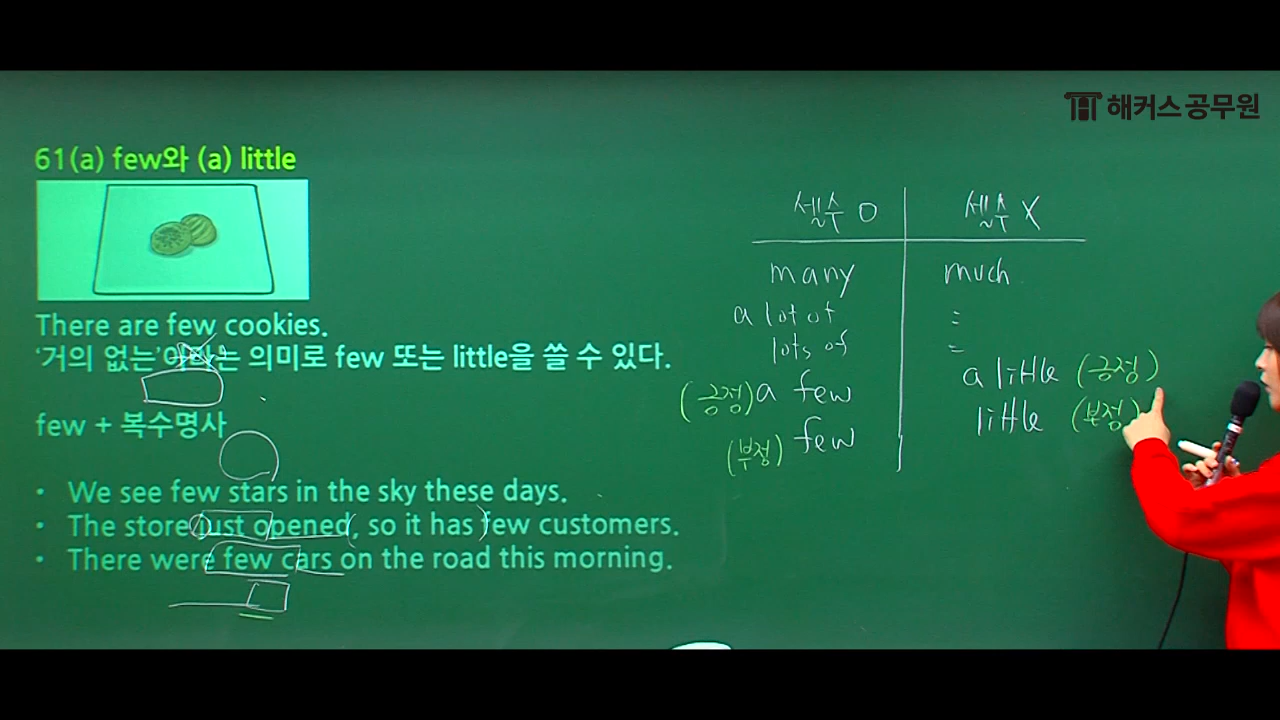 해커스 공무원
61(a) few와 (a) little
There are few cookies.
'거의 없는'이라는 의미로 few 또는 little을 쓸 수 있다.
few + 복수명사
• We see few stars in the sky these days.
• The store just opened, so it has few customers.
• There were few cars on the road this morning.
셀수 O 셀수 X
many much
a lot of =
lots of =
(긍정) a few a little (긍정)
(부정) few little (부정)